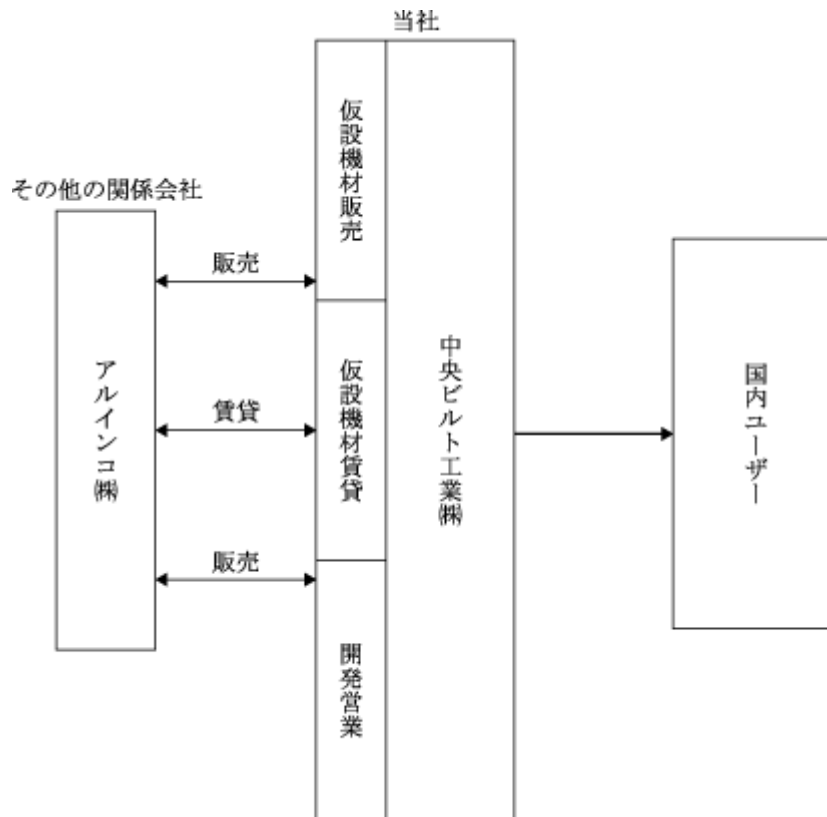 当社
仮設機材販売
その他の関係会社
販売
アルインコ㈱
賃貸
仮設機材賃貸
中央ビルト工業㈱
国内ユーザー
販売
開発営業